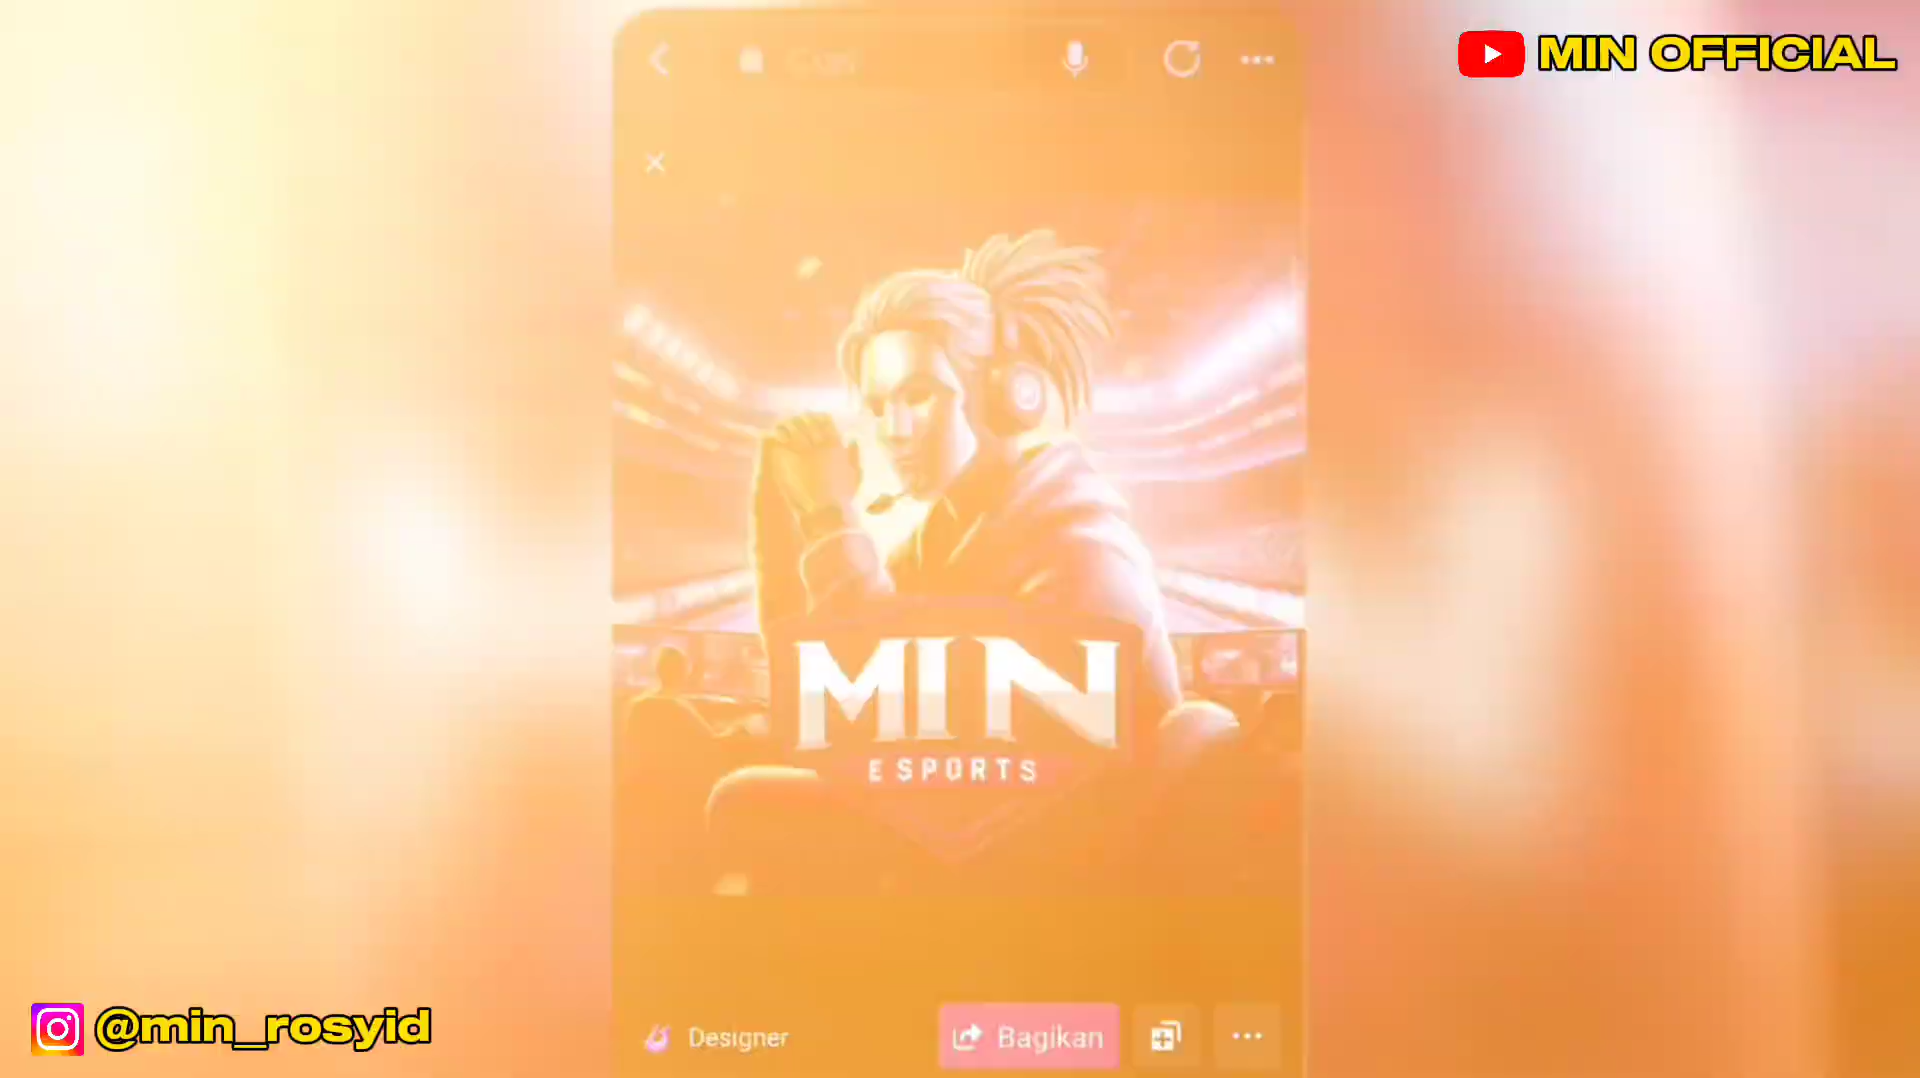 MIN OFFICIAL
MIN
ESPORTS
Designer
Bagikan
@min_rosyid